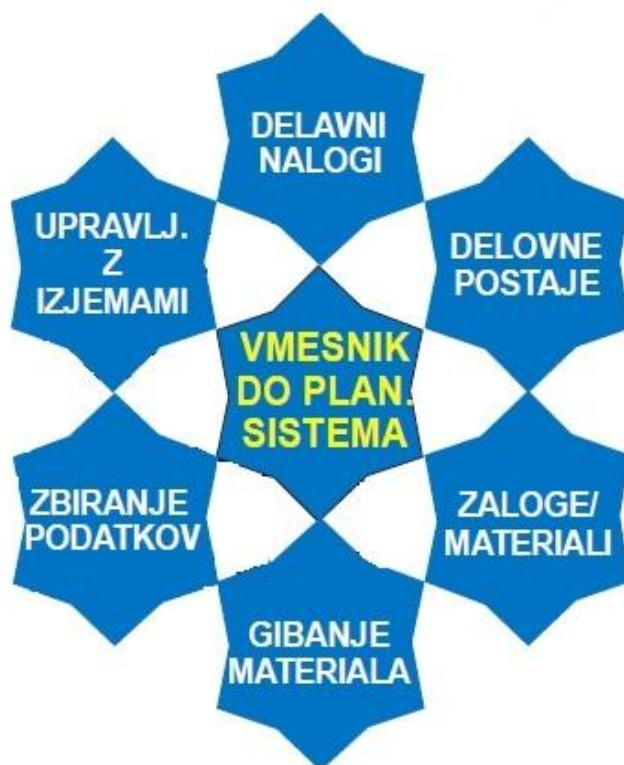 DELAVNI
NALOGI
UPRAVLJ.
Z
IZJEMAMI
DELOVNE
POSTAJE
VMESNIK
DO PLAN.
SISTEMA
ZBIRANJE
PODATKOV
ZALOGE/
MATERIALI
GIBANJE
MATERIALA